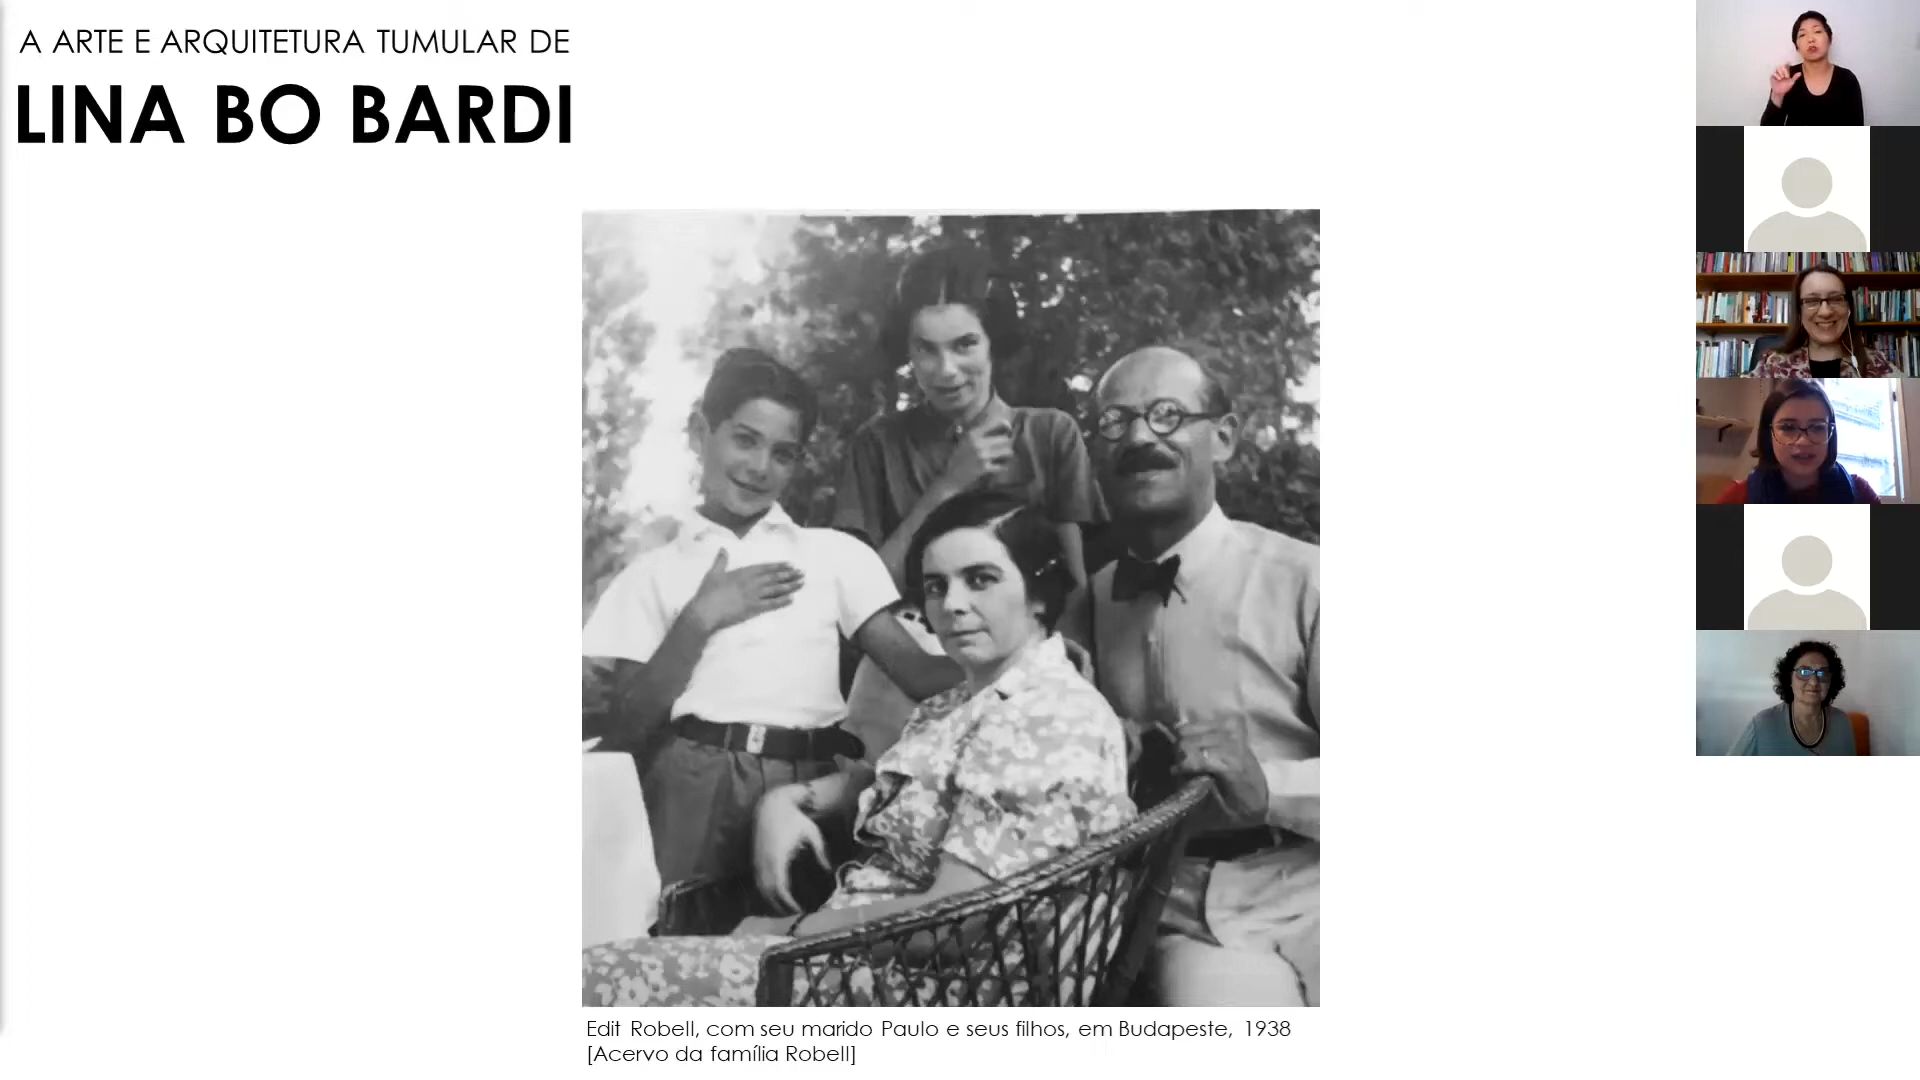 A ARTE E ARQUITETURA TUMULAR DE
LINA BO BARDI
Edit Robell, com seu marido Paulo e seus filhos, em Budapeste, 1938
[Acervo da família Robell]